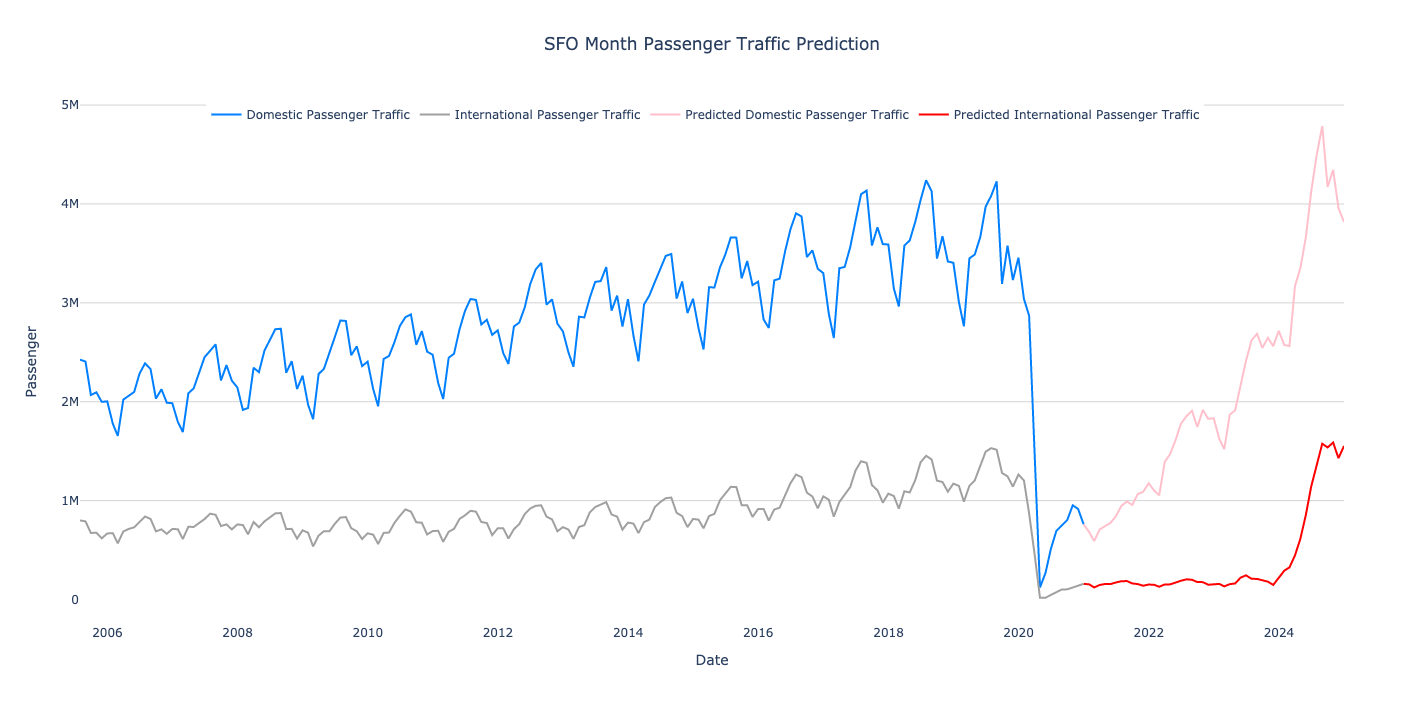 SFO Month Passenger Traffic Prediction
Domestic Passenger Traffic International Passenger Traffic Predicted Domestic Passenger Traffic Predicted International Passenger Traffic
5M
4M
3M
2M
1M
0
Passenger
2006 2008 2010 2012 2014 2016 2018 2020 2022 2024
Date